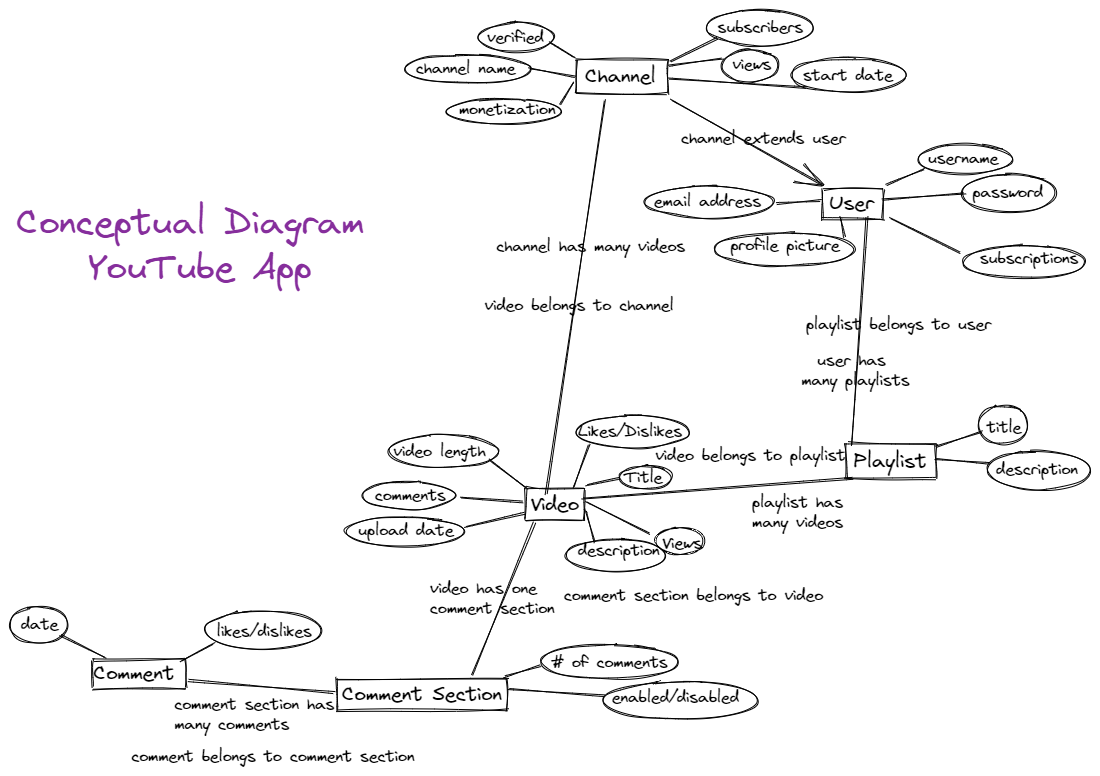 subscribers
verified
channel name
Channel
views
start date
monetization
channel extends user
username
email address
User
password
Conceptual Diagram
YouTube App
channel has many videos
profile picture
subscriptions
video belongs to channel
playlist belongs to user
user has
many playlists
Likes/Dislikes
title
video length
video belongs to playlist
Playlist
description
Title
comments
Video
playlist has
many videos
upload date
description
Views
video has one
comment section
comment section belongs to video
date
likes/dislikes
# of comments
Comment
Comment Section
enabled/disabled
comment section has
many comments
comment belongs to comment section